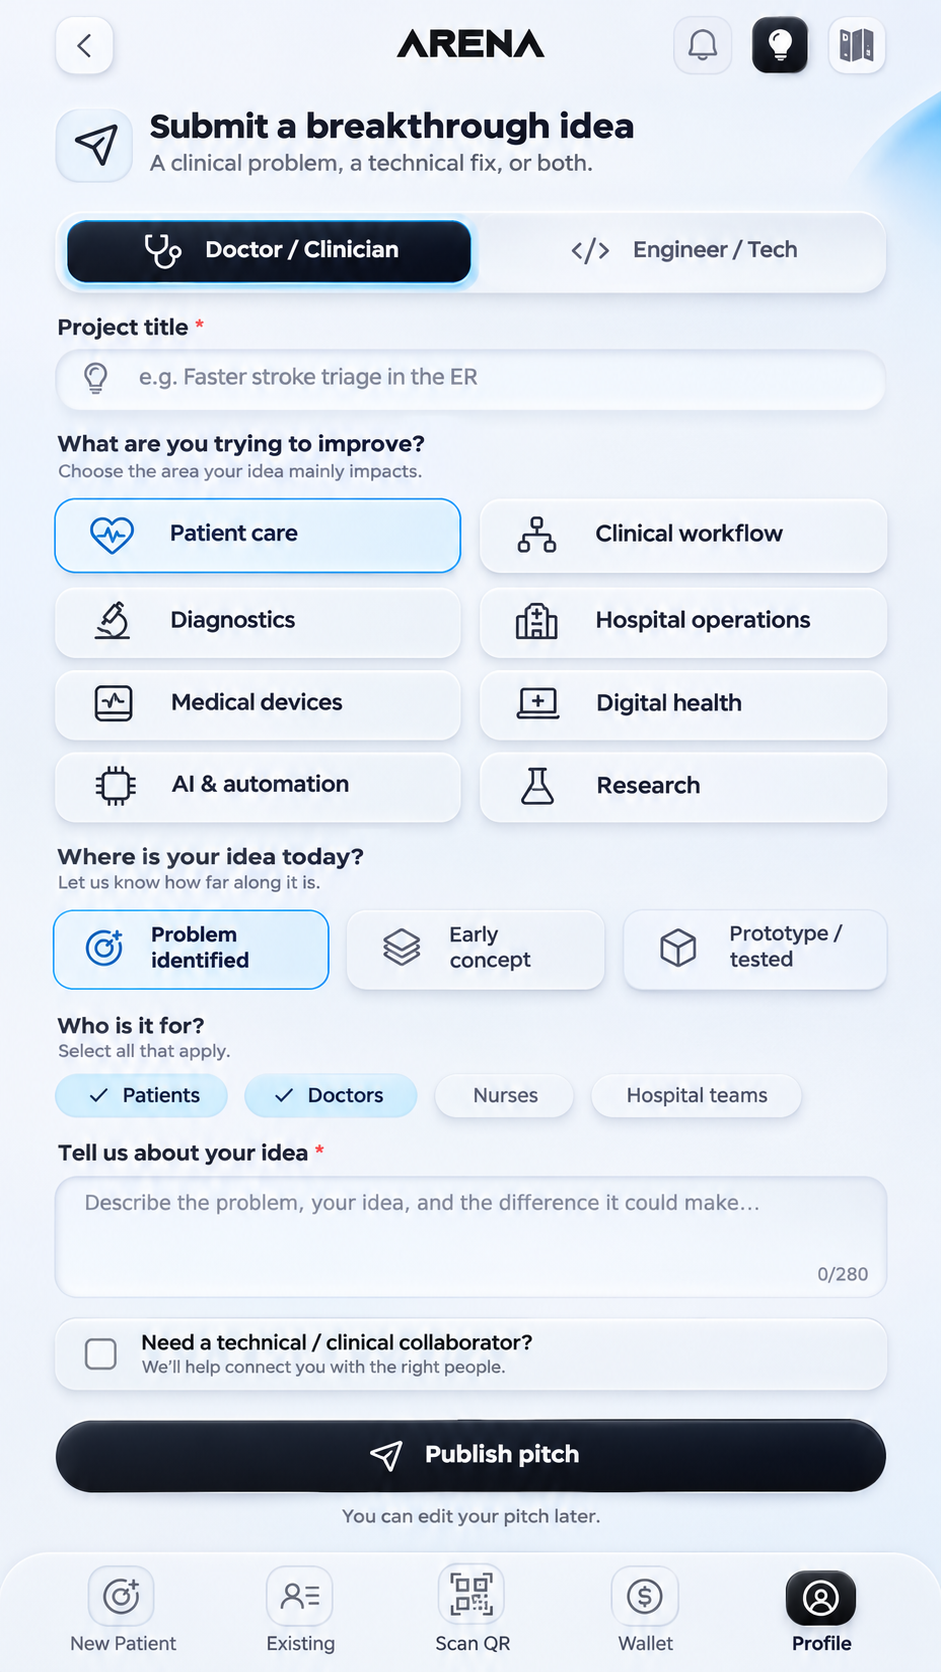 ARENA
Submit a breakthrough idea
A clinical problem, a technical fix, or both.
Doctor / Clinician
</> Engineer / Tech
Project title *
e.g. Faster stroke triage in the ER
What are you trying to improve?
Choose the area your idea mainly impacts.
Patient care
Clinical workflow
Diagnostics
Hospital operations
Medical devices
Digital health
AI & automation
Research
Where is your idea today?
Let us know how far along it is.
Problem
identified
Early
concept
Prototype /
tested
Who is it for?
Select all that apply.
Patients
Doctors
Nurses
Hospital teams
Tell us about your idea *
Describe the problem, your idea, and the difference it could make...
0/280
Need a technical / clinical collaborator?
We'll help connect you with the right people.
Publish pitch
You can edit your pitch later.
New Patient
Existing
Scan QR
Wallet
Profile